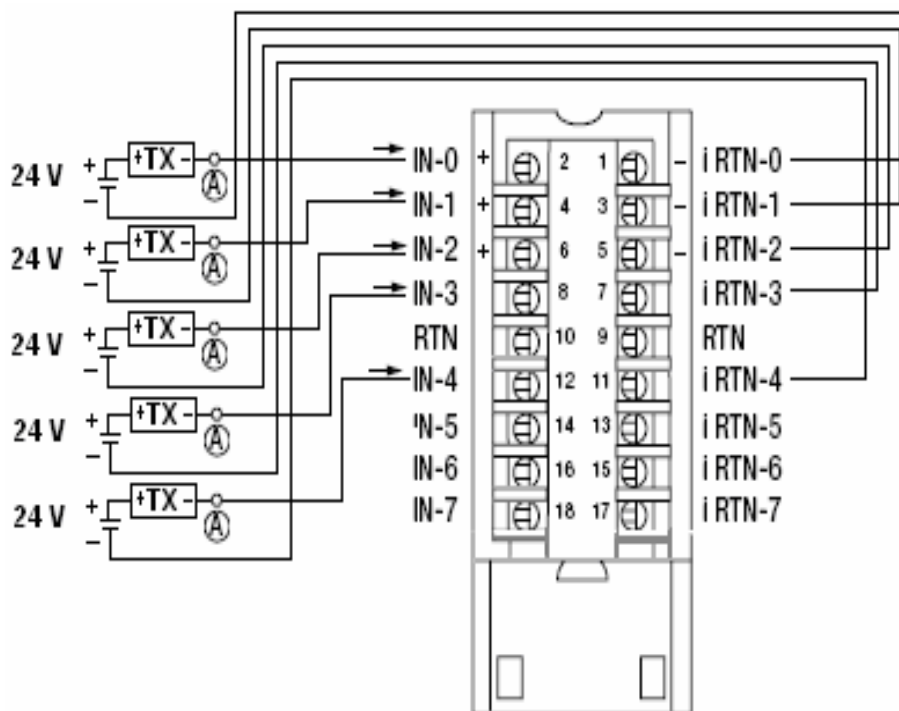 24 V + +TX- A IN-0 + 2 1 - i RTN-0
24 V + +TX- A IN-1 + 4 3 - i RTN-1
24 V + +TX- A IN-2 + 6 5 - i RTN-2
IN-3 8 7 i RTN-3
RTN 10 9 RTN
24 V + +TX- A IN-4 12 11 i RTN-4
'N-5 14 13 i RTN-5
IN-6 16 15 i RTN-6
24 V + +TX- A IN-7 18 17 i RTN-7